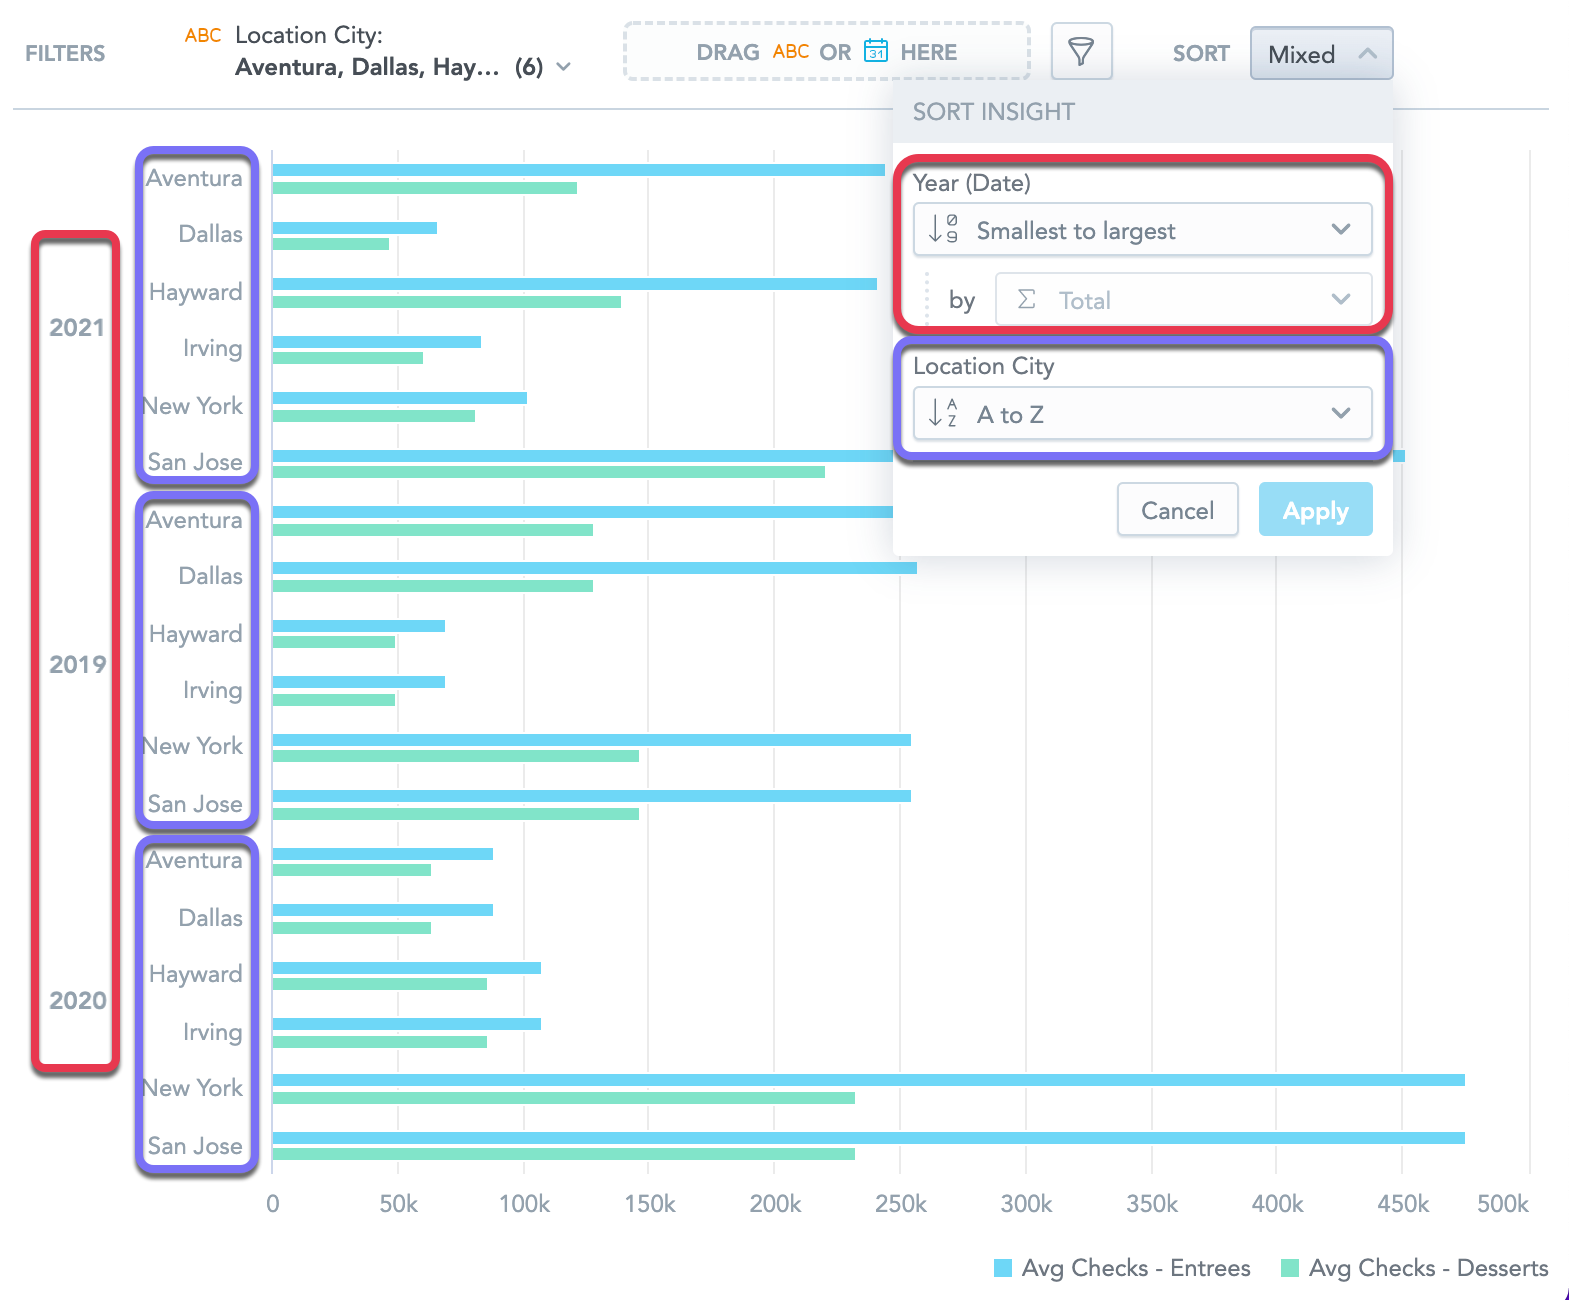 FILTERS
ABC Location City:
Aventura, Dallas, Hay... (6)
DRAG ABC OR 31 HERE
SORT
Mixed
SORT INSIGHT
Year (Date)
Ø
9
Smallest to largest
by
Σ Total
Location City
A
Z
A to Z
Cancel
Apply
2021
Aventura
Dallas
Hayward
Irving
New York
San Jose
2019
Aventura
Dallas
Hayward
Irving
New York
San Jose
2020
Aventura
Dallas
Hayward
Irving
New York
San Jose
0 50k 100k 150k 200k 250k 300k 350k 400k 450k 500k
Avg Checks - Entrees Avg Checks - Desserts